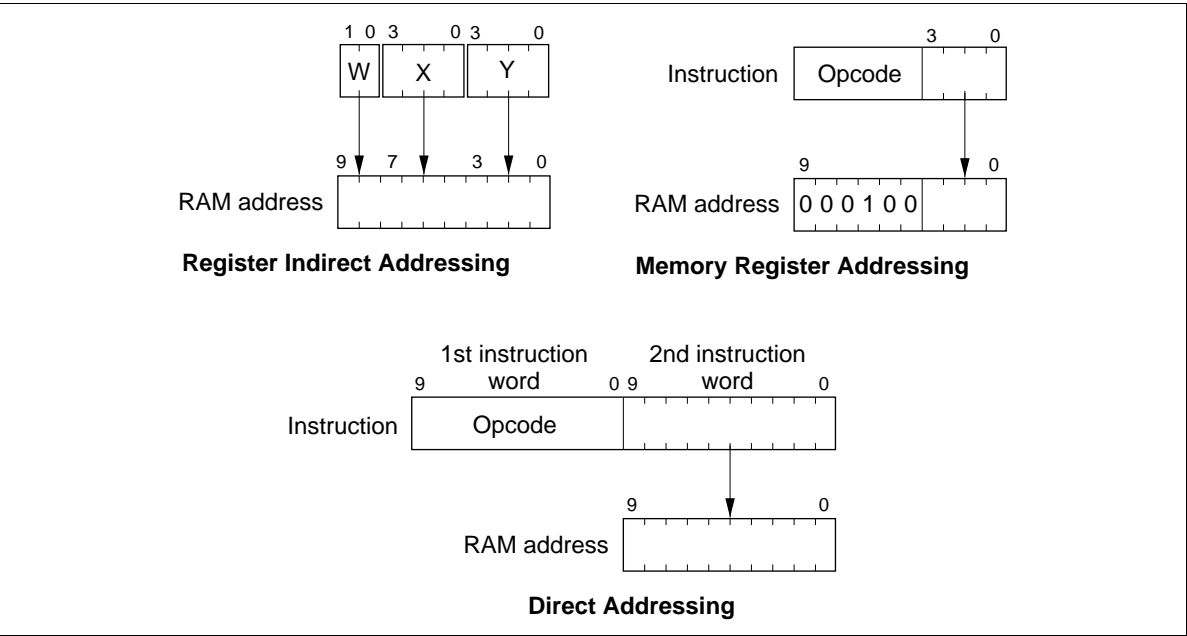 1 0 3 0 3 0
W X Y
9 7 3 0
RAM address
Register Indirect Addressing
3 0
Instruction Opcode
9 0
RAM address 0 0 0 1 0 0
Memory Register Addressing
1st instruction word
2nd instruction word
9 0 9 0
Instruction Opcode
9 0
RAM address
Direct Addressing